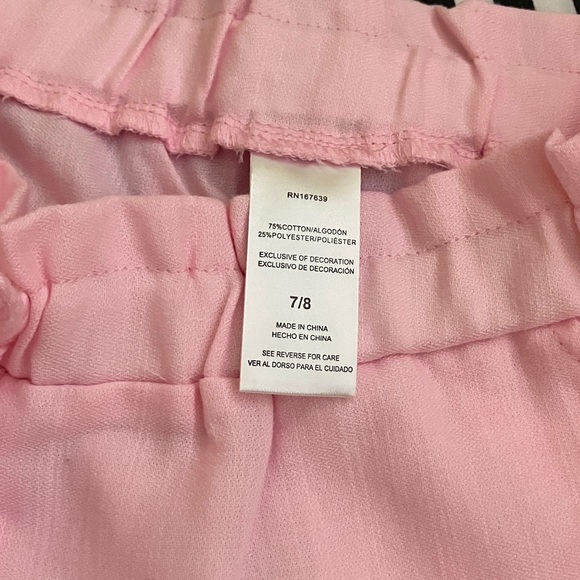 RN167639
75%COTTON/ALGODÓN
25%POLYESTER/POLIÉSTER
EXCLUSIVE OF DECORATION
EXCLUSIVO DE DECORACIÓN
7/8
MADE IN CHINA
HECHO EN CHINA
SEE REVERSE FOR CARE
VER AL DORSO PARA EL CUIDADO